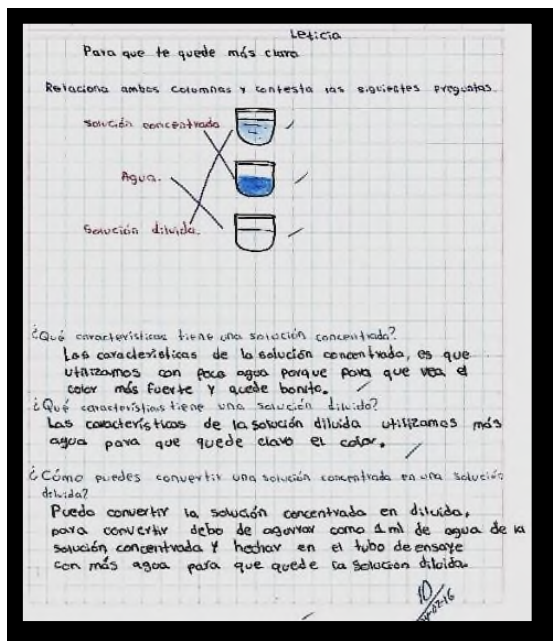 Leticia
Para que te quede más claro
Relaciona ambas columnas y contesta las siguientes preguntas.
Solución concentrada
Agua.
Solución diluida.
¿Qué características tiene una solución concentrada?
Las características de la solución concentrada, es que
utilizamos con poca agua porque para que vea el
color más fuerte y quede bonito.
¿Qué características tiene una solución diluida?
Las características de la solución diluida utilizamos más
agua para que quede claro el color.
¿Cómo puedes convertir una solución concentrada en una solución
diluida?
Puedo convertir la solución concentrada en diluida,
para convertir debo de agarrar como 1 ml de agua de la
solución concentrada y hechar en el tubo de ensaye
con más agua para que quede la solución diluida.
10